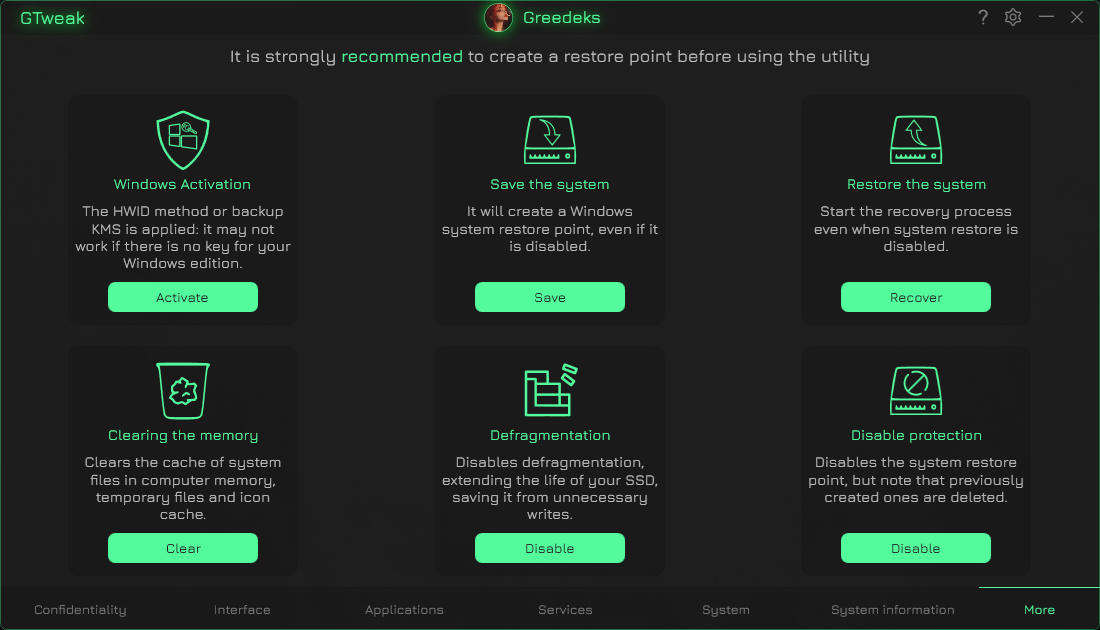 GTweak
Greedeks
?
It is strongly recommended to create a restore point before using the utility
Windows Activation
The HWID method or backup
KMS is applied: it may not
work if there is no key for your
Windows edition.
Activate
Save the system
It will create a Windows
system restore point, even if it
is disabled.
Save
Restore the system
Start the recovery process
even when system restore is
disabled.
Recover
Clearing the memory
Clears the cache of system
files in computer memory,
temporary files and icon
cache.
Clear
Defragmentation
Disables defragmentation,
extending the life of your SSD,
saving it from unnecessary
writes.
Disable
Disable protection
Disables the system restore
point, but note that previously
created ones are deleted.
Disable
Confidentiality
Interface
Applications
Services
System
System information
More